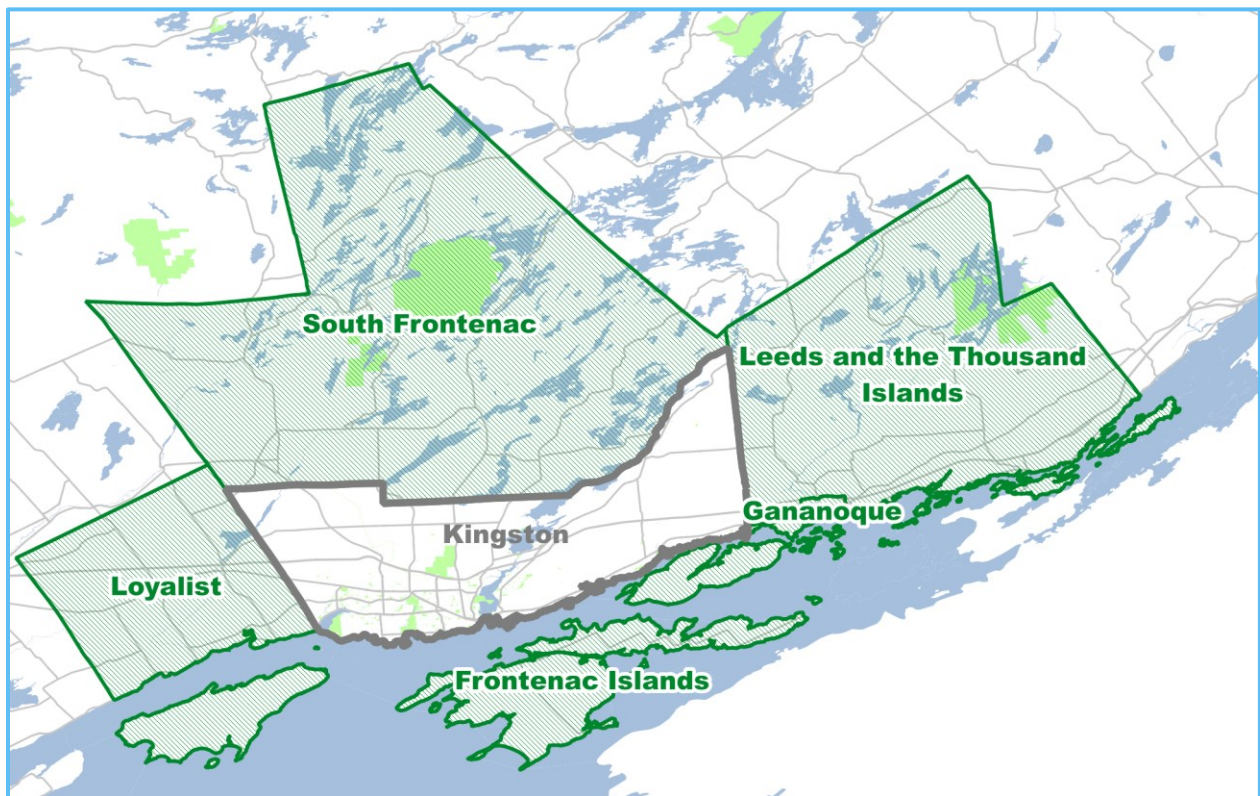 South Frontenac
Leeds and the Thousand
Islands
Gananoque
Kingston
Loyalist
Frontenac Islands